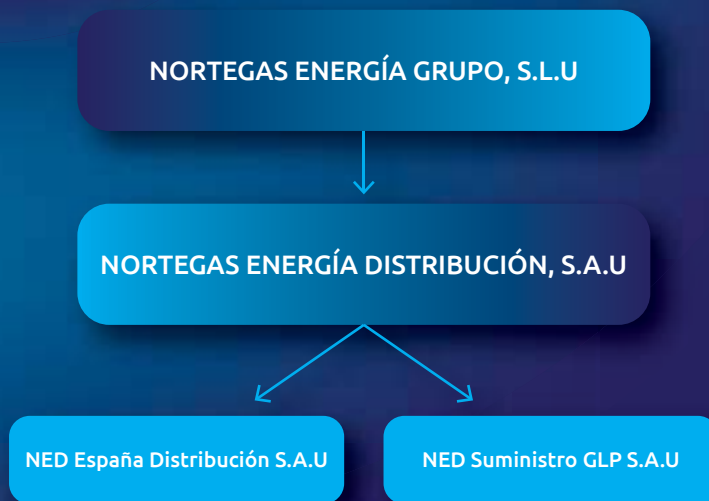 NORTEGAS ENERGÍA GRUPO, S.L.U
NORTEGAS ENERGÍA DISTRIBUCIÓN, S.A.U
NED España Distribución S.A.U
NED Suministro GLP S.A.U